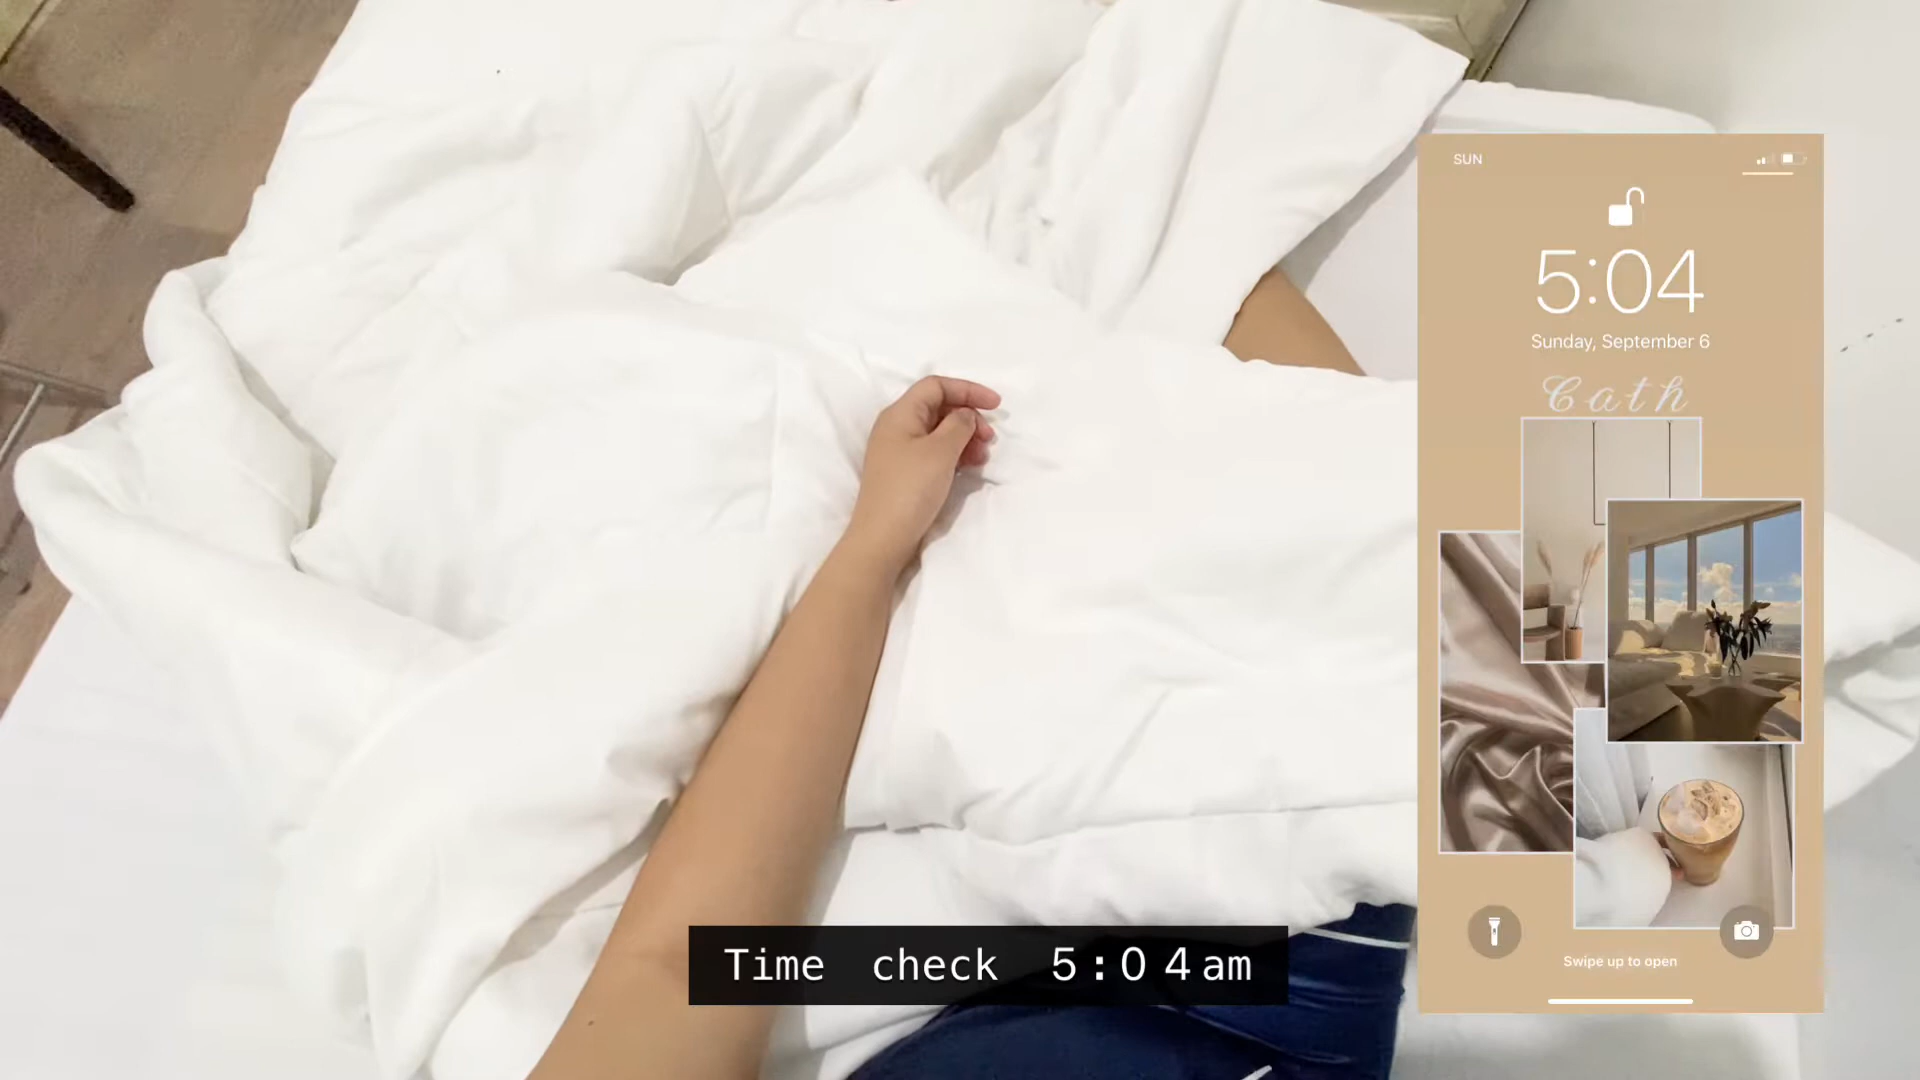 SUN
5:04
Sunday, September 6
Cath
Swipe up to open
Time check 5:04am